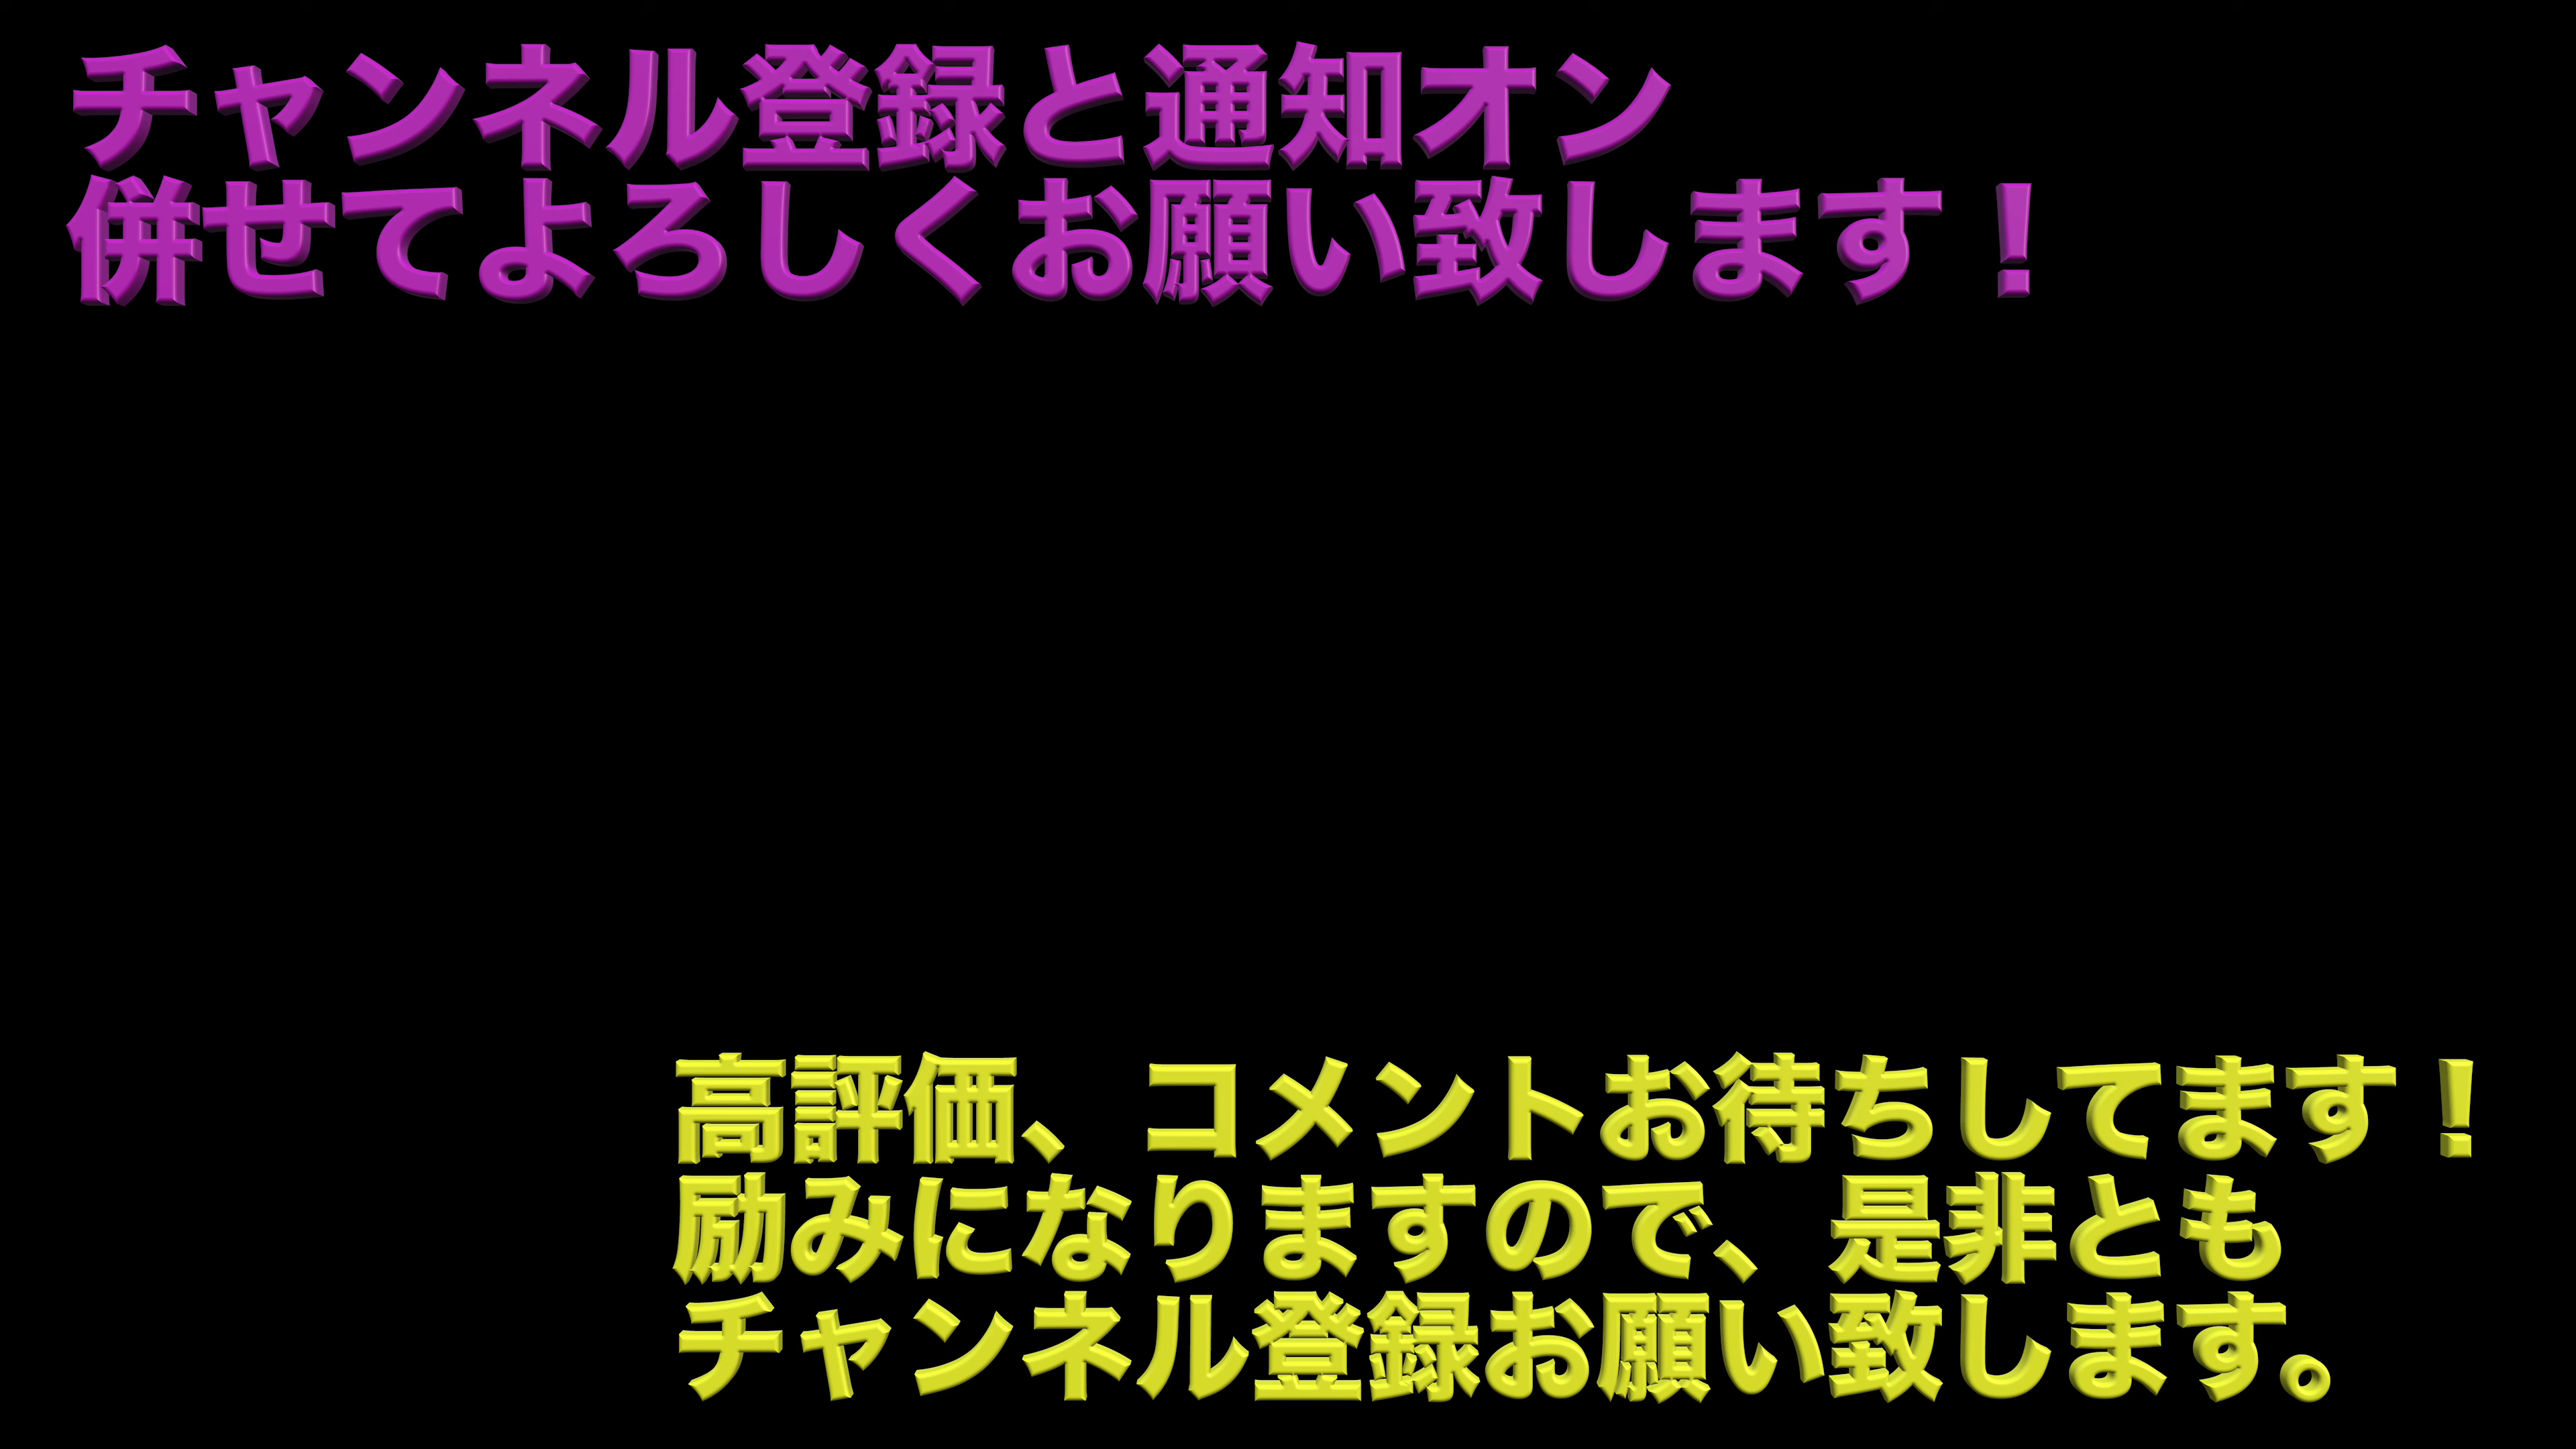 チャンネル登録と通知オン
併せてよろしくお願い致します！
高評価、コメントお待ちしてます！
励みになりますので、是非とも
チャンネル登録お願い致します。